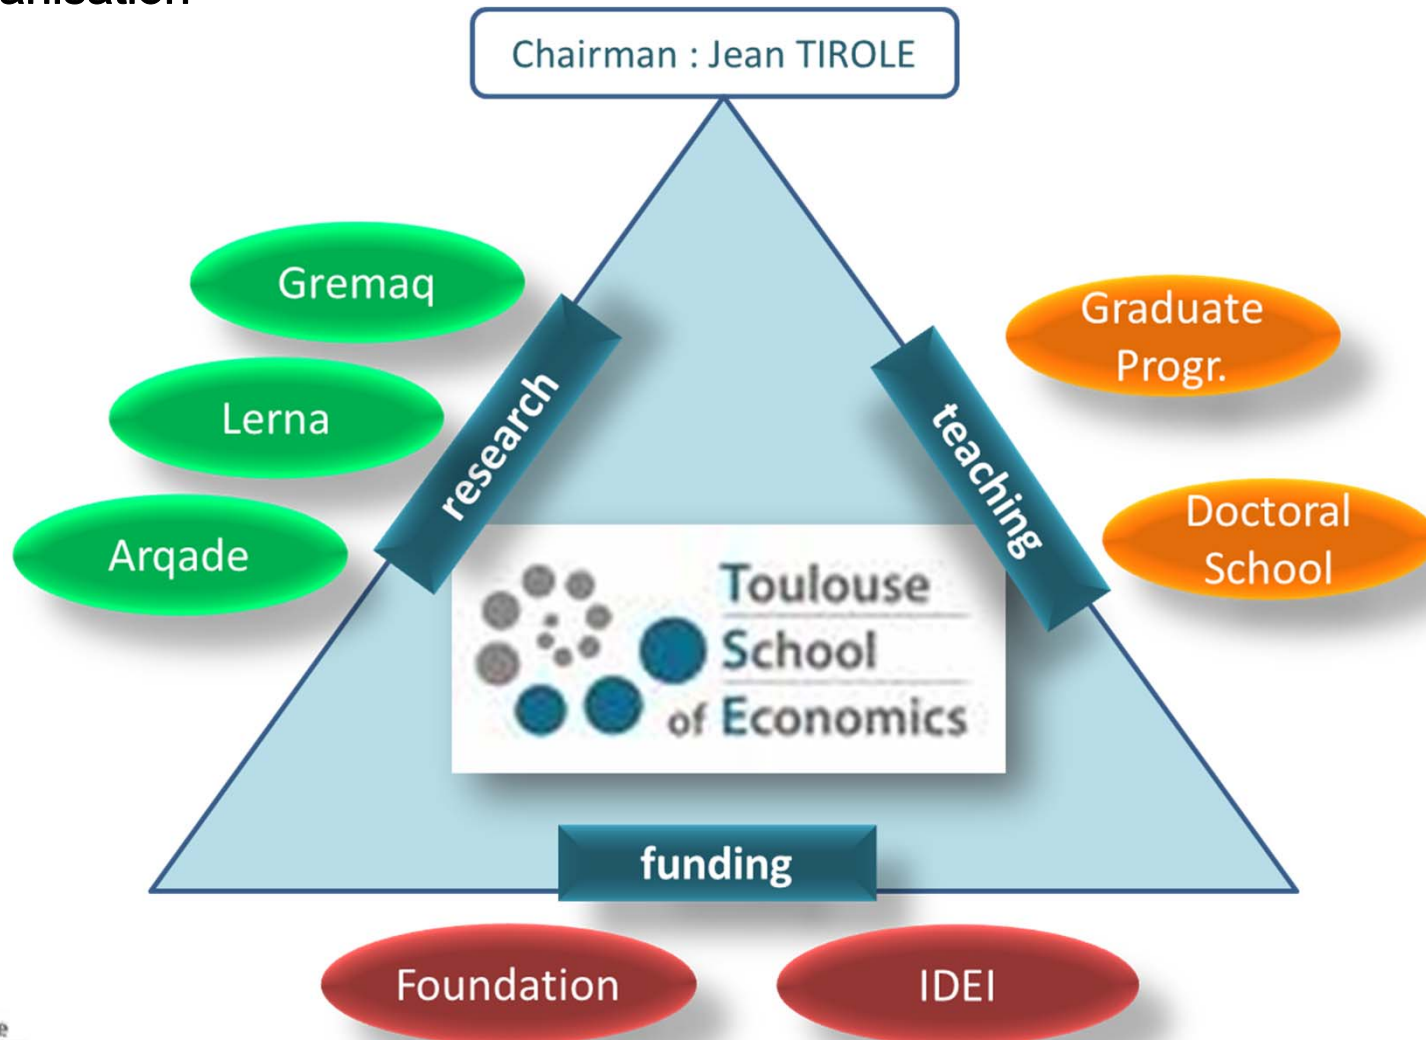 Chairman : Jean TIROLE
Gremaq
Lerna
Arqade
research
teaching
Graduate
Progr.
Doctoral
School
Toulouse
School
of Economics
funding
Foundation
IDEI